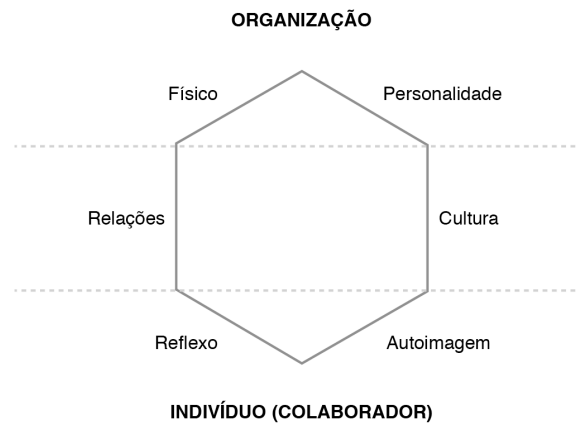 ORGANIZAÇÃO
Físico
Personalidade
Relações
Cultura
Reflexo
Autoimagem
INDIVÍDUO (COLABORADOR)